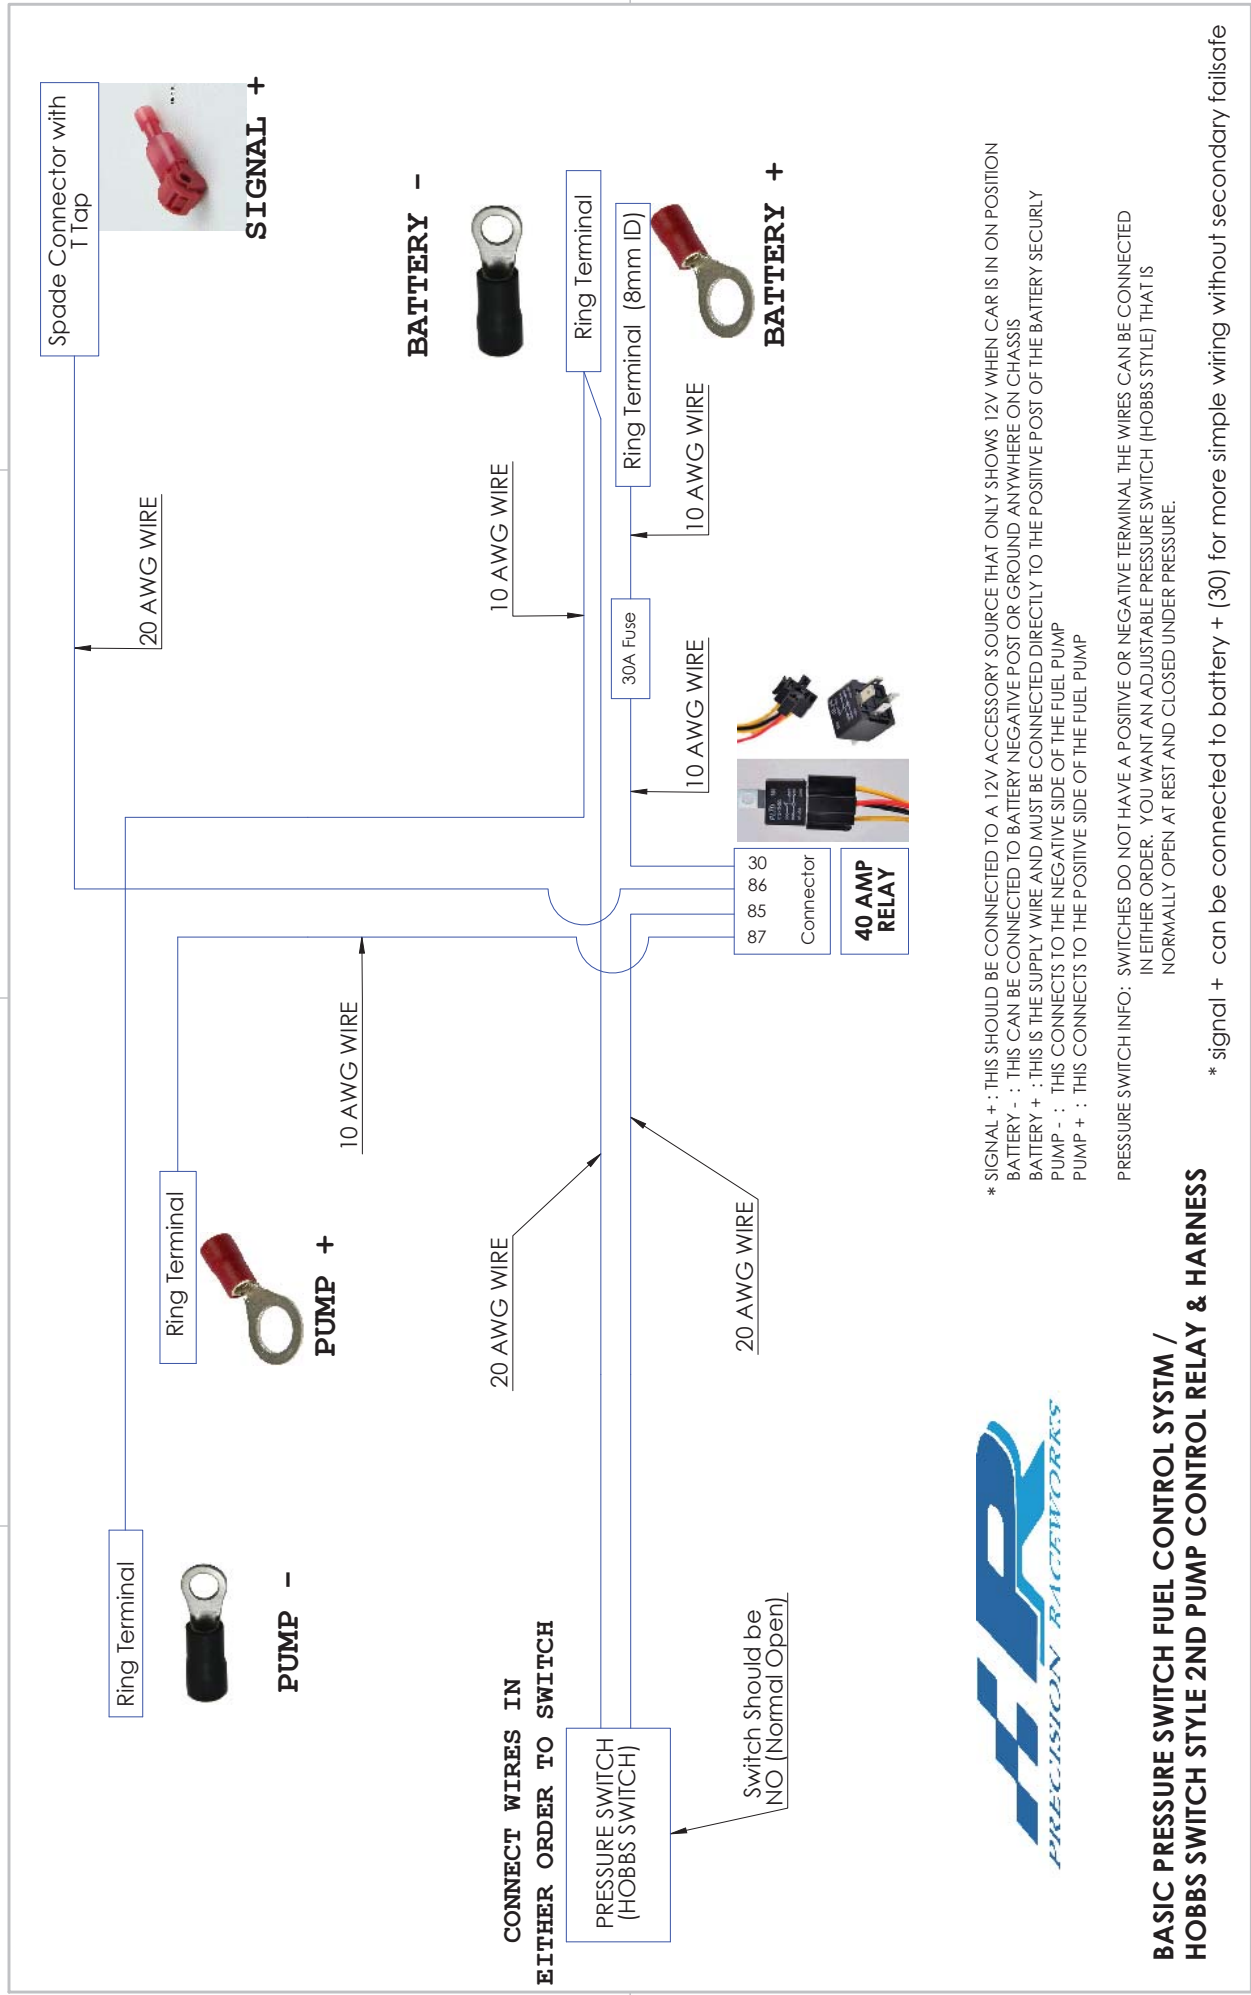 Spade Connector with
T Tap
SIGNAL +
20 AWG WIRE
Ring Terminal
PUMP -
Ring Terminal
PUMP +
10 AWG WIRE
BATTERY -
10 AWG WIRE
Ring Terminal
Ring Terminal (8mm ID)
BATTERY +
10 AWG WIRE
30A Fuse
10 AWG WIRE
CONNECT WIRES IN
EITHER ORDER TO SWITCH
PRESSURE SWITCH
(HOBBS SWITCH)
Switch Should be
NO (Normal Open)
20 AWG WIRE
20 AWG WIRE
30
86
85
87
Connector
40 AMP
RELAY
PRECISION RACEWORKS
* SIGNAL + : THIS SHOULD BE CONNECTED TO A 12V ACCESSORY SOURCE THAT ONLY SHOWS 12V WHEN CAR IS IN ON POSITION
BATTERY - : THIS CAN BE CONNECTED TO BATTERY NEGATIVE POST OR GROUND ANYWHERE ON CHASSIS
BATTERY + : THIS IS THE SUPPLY WIRE AND MUST BE CONNECTED DIRECTLY TO THE POSITIVE POST OF THE BATTERY SECURLY
PUMP - : THIS CONNECTS TO THE NEGATIVE SIDE OF THE FUEL PUMP
PUMP + : THIS CONNECTS TO THE POSITIVE SIDE OF THE FUEL PUMP
PRESSURE SWITCH INFO: SWITCHES DO NOT HAVE A POSITIVE OR NEGATIVE TERMINAL THE WIRES CAN BE CONNECTED
IN EITHER ORDER. YOU WANT AN ADJUSTABLE PRESSURE SWITCH (HOBBS STYLE) THAT IS
NORMALLY OPEN AT REST AND CLOSED UNDER PRESSURE.
* signal + can be connected to battery + (30) for more simple wiring without secondary failsafe
BASIC PRESSURE SWITCH FUEL CONTROL SYSTM /
HOBBS SWITCH STYLE 2ND PUMP CONTROL RELAY & HARNESS